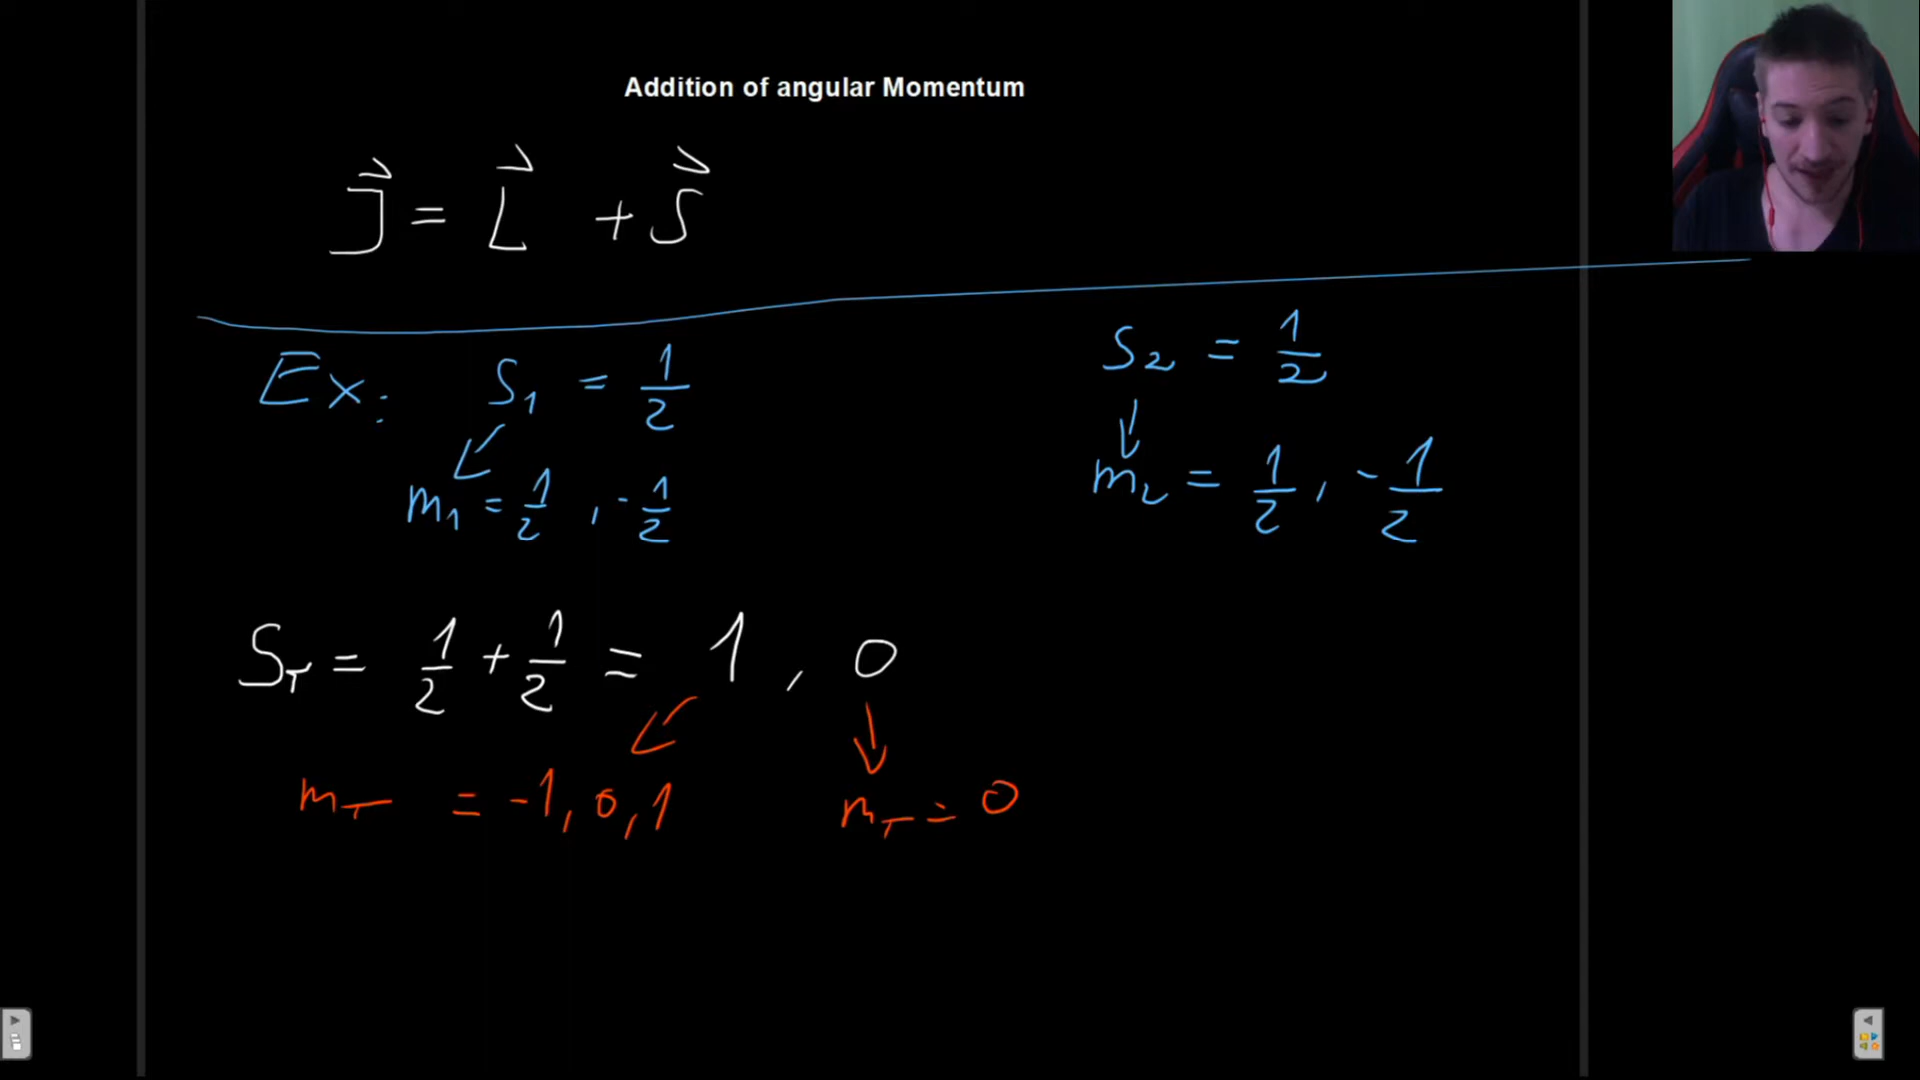 Addition of angular Momentum
J⃗ = L⃗ + S⃗
Ex: S₁ = 1/2
S₂ = 1/2
m₁ = 1/2 , -1/2
m₂ = 1/2 , -1/2
S_T = 1/2 + 1/2 = 1 , 0
m_T = -1, 0, 1
m_T = 0